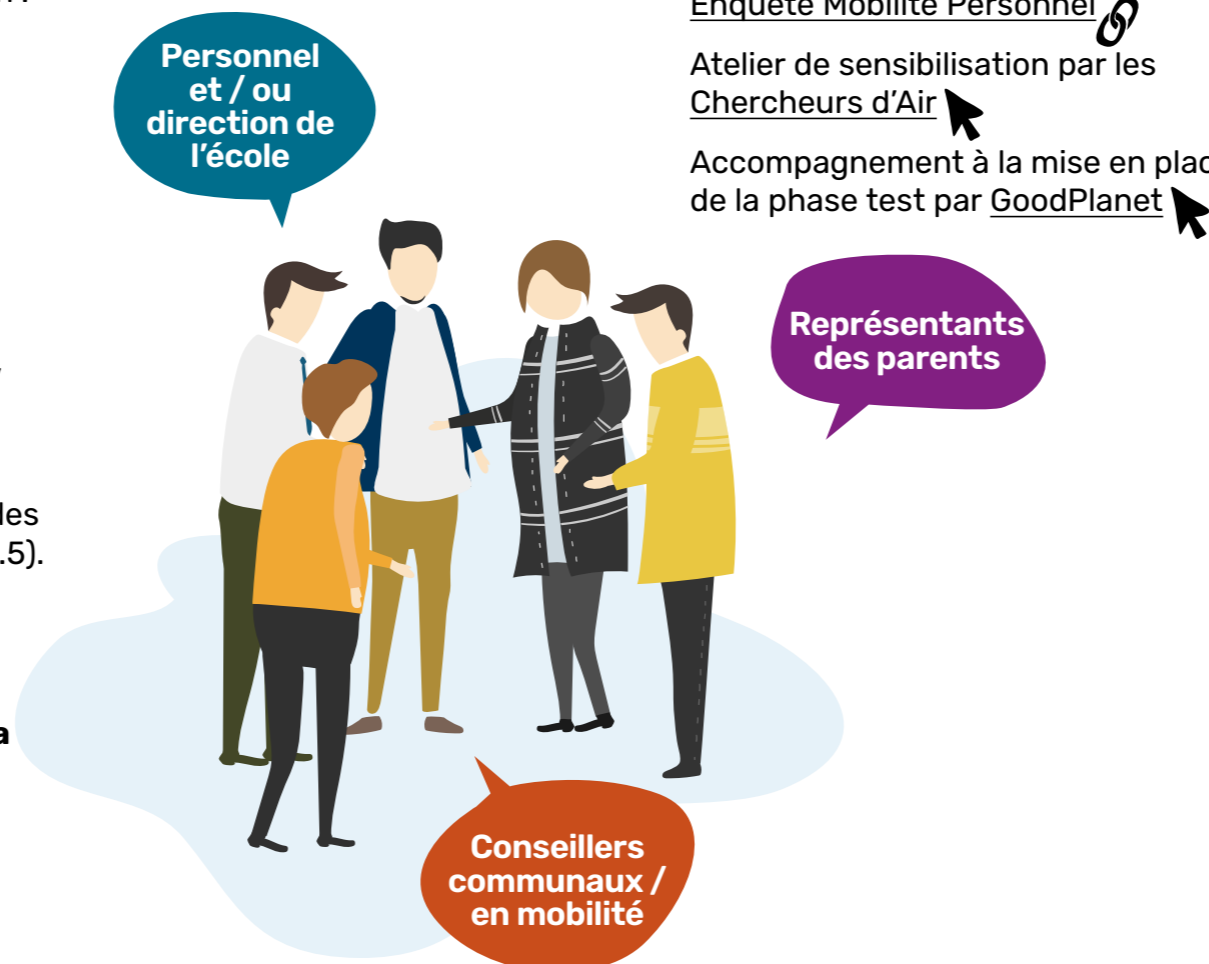 Enquête Mobilité Personnel
Atelier de sensibilisation par les
Chercheurs d'Air
Accompagnement à la mise en plac
de la phase test par GoodPlanet
Personnel
et / ou
direction de
l'école
Représentants
des parents
les
.5).
a
Conseillers
communaux /
en mobilité